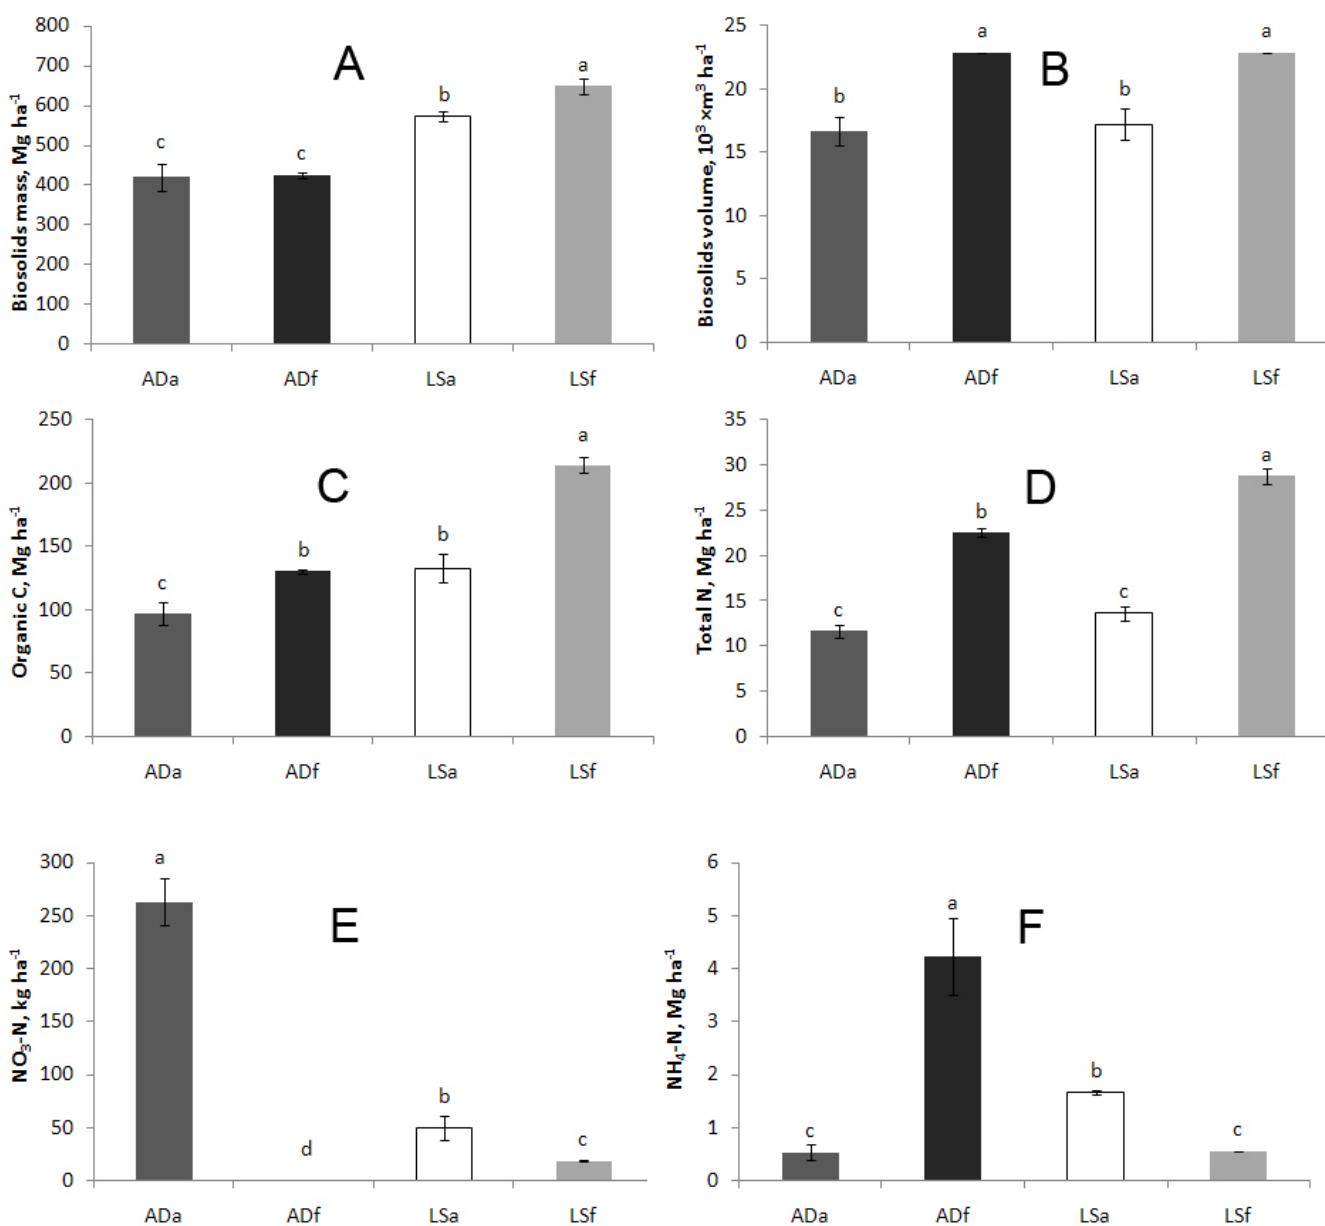 Biosolids mass, Mg ha⁻¹
800
700
600
500
400
300
200
100
0
A
c
c
b
a
ADa ADf LSa LSf
Biosolids volume, 10³ ×m³ ha⁻¹
25
20
15
10
5
0
B
b
a
b
a
ADa ADf LSa LSf
Organic C, Mg ha⁻¹
250
200
150
100
50
0
C
c
b
b
a
ADa ADf LSa LSf
Total N, Mg ha⁻¹
35
30
25
20
15
10
5
0
D
c
b
c
a
ADa ADf LSa LSf
NO₃-N, kg ha⁻¹
300
250
200
150
100
50
0
E
a
d
b
c
ADa ADf LSa LSf
NH₄-N, Mg ha⁻¹
6
5
4
3
2
1
0
F
c
a
b
c
ADa ADf LSa LSf